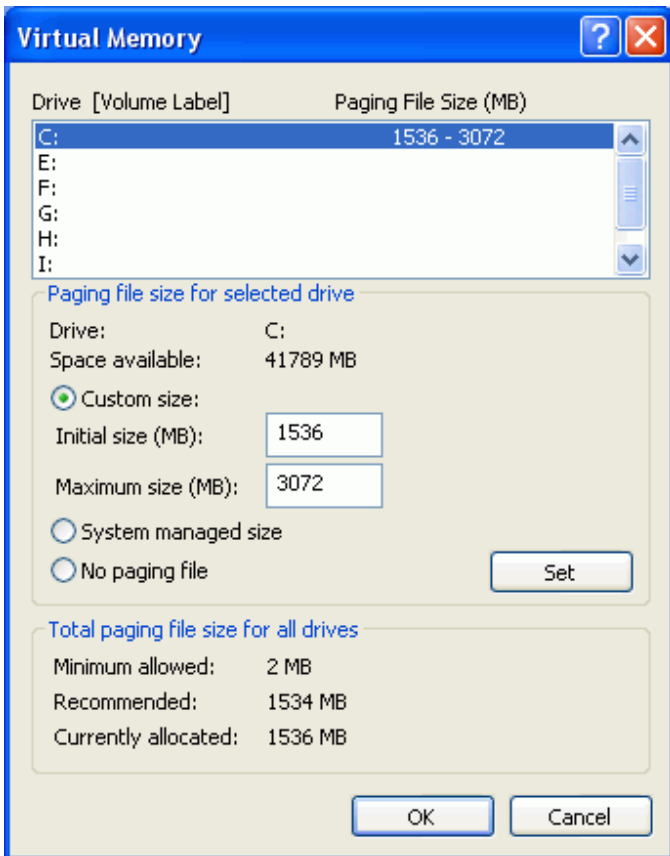 Virtual Memory
Drive [Volume Label] Paging File Size (MB)
C: 1536 - 3072
E:
F:
G:
H:
I:
Paging file size for selected drive
Drive: C:
Space available: 41789 MB
Custom size:
Initial size (MB): 1536
Maximum size (MB): 3072
System managed size
No paging file
Set
Total paging file size for all drives
Minimum allowed: 2 MB
Recommended: 1534 MB
Currently allocated: 1536 MB
OK Cancel